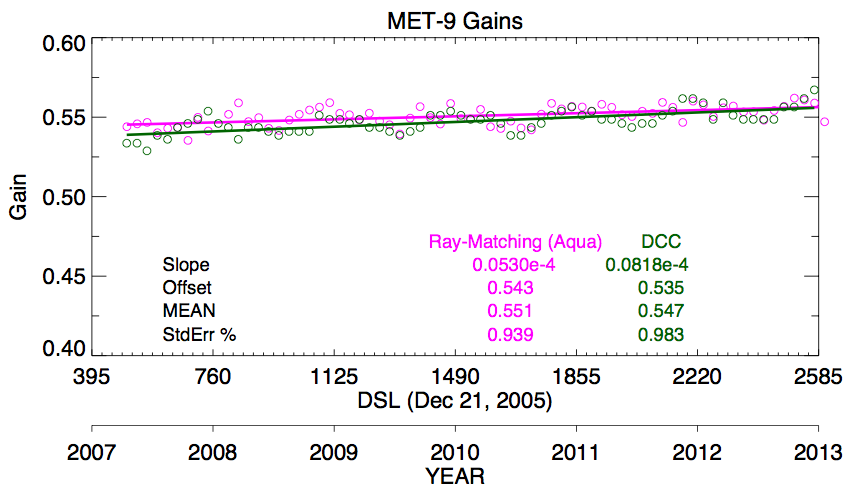 MET-9 Gains
0.60
0.55
0.50
0.45
0.40
Gain
Ray-Matching (Aqua) DCC
Slope 0.0530e-4 0.0818e-4
Offset 0.543 0.535
MEAN 0.551 0.547
StdErr % 0.939 0.983
395 760 1125 1490 1855 2220 2585
DSL (Dec 21, 2005)
2007 2008 2009 2010 2011 2012 2013
YEAR